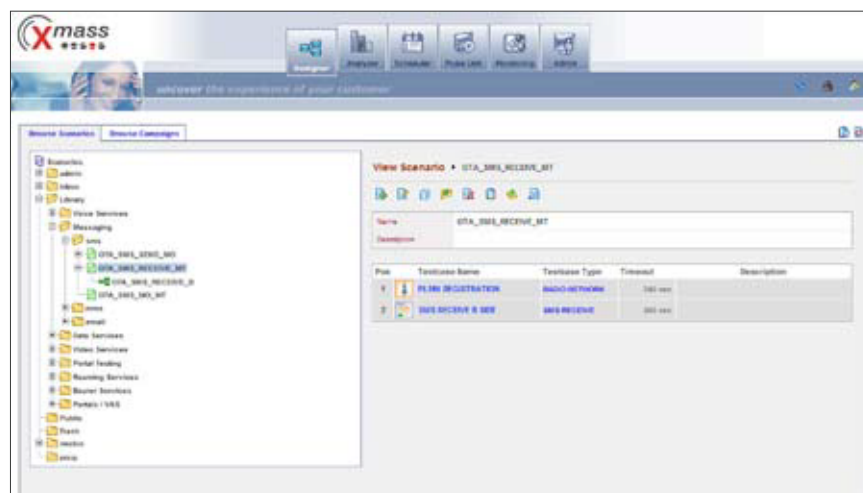 Xmass
Designer
Analyzer
Scheduler
Probe Unit
Monitoring
Admin
uncover the experience of your customer
Browse Scenarios
Browse Campaigns
Scenarios
admin
Inbox
Library
Voice Services
Messaging
sms
OTA_SMS_SEND_MO
OTA_SMS_RECEIVE_MT
OTA_SMS_RECEIVE_B
OTA_SMS_MO_MT
mms
email
Data Services
Video Services
Portal Testing
Roaming Services
Bearer Services
Portals / VAS
Public
Trash
View Scenario
OTA_SMS_RECEIVE_MT
Name OTA_SMS_RECEIVE_MT
Description
Pos Testcase Name Testcase Type Timeout Description
1 PLMN REGISTRATION RADIO NETWORK
2 SMS RECEIVE B SIDE SMS RECEIVE